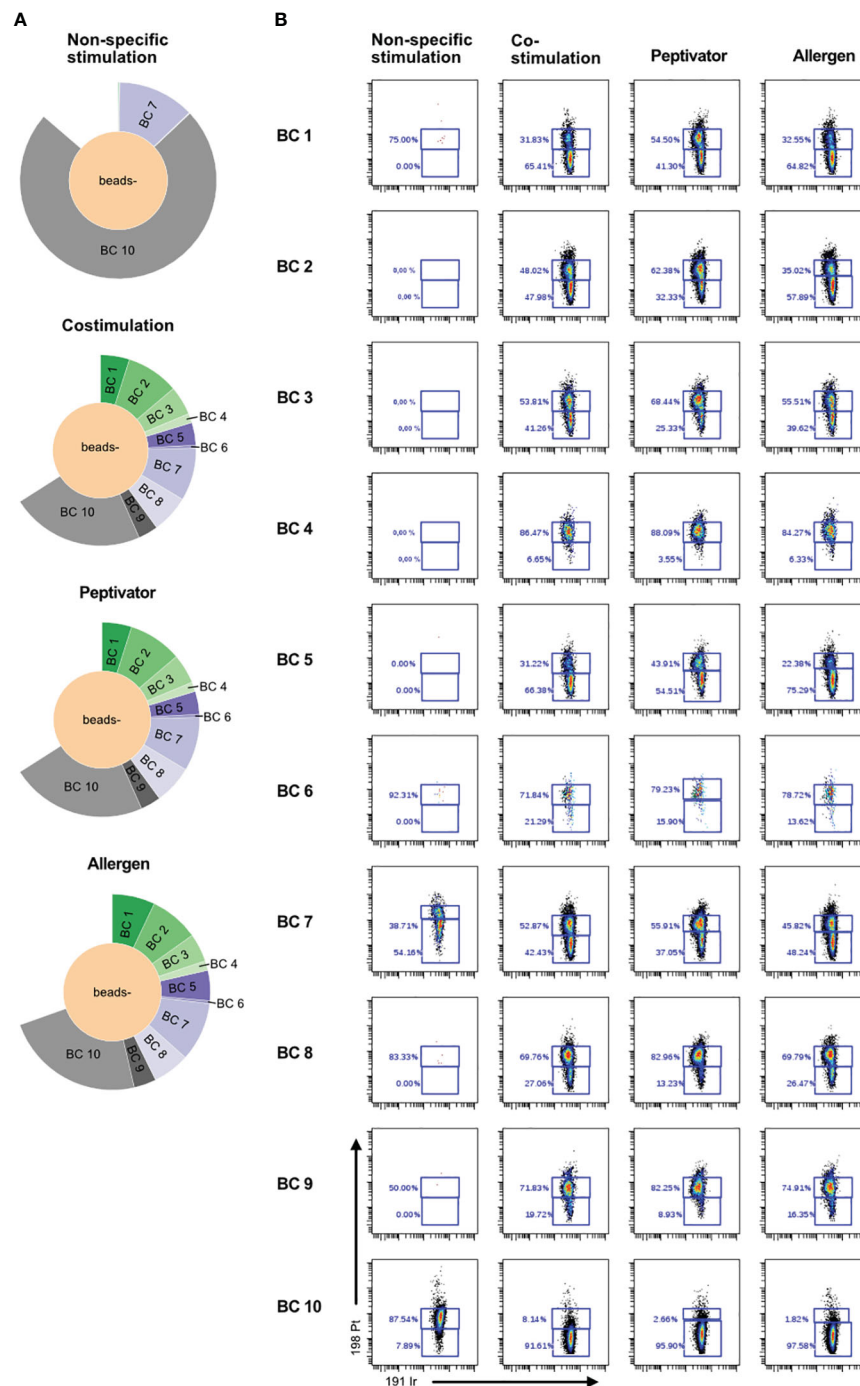 A
Non-specific
stimulation
BC 7
beads-
BC 10
Costimulation
BC 1
BC 2
BC 3
BC 4
BC 5
BC 6
BC 7
BC 8
BC 9
BC 10
beads-
Peptivator
BC 1
BC 2
BC 3
BC 4
BC 5
BC 6
BC 7
BC 8
BC 9
BC 10
beads-
Allergen
BC 1
BC 2
BC 3
BC 4
BC 5
BC 6
BC 7
BC 8
BC 9
BC 10
beads-
B
Non-specific
stimulation
Co-
stimulation
Peptivator
Allergen
BC 1
75.00% 31.83% 54.50% 32.55%
0.00% 65.41% 41.30% 64.82%
BC 2
0,00 % 48.02% 62.38% 35.02%
0,00 % 47.98% 32.33% 57.89%
BC 3
0,00 % 53.81% 68.44% 55.51%
0,00 % 41.26% 25.33% 39.62%
BC 4
0,00 % 86.47% 88.09% 84.27%
0,00 % 6.65% 3.55% 6.33%
BC 5
0.00% 31.22% 43.91% 22.38%
0.00% 66.38% 54.51% 75.29%
BC 6
92.31% 71.84% 79.23% 78.72%
0.00% 21.29% 15.90% 13.62%
BC 7
38.71% 52.87% 55.91% 45.82%
54.16% 42.43% 37.05% 48.24%
BC 8
83.33% 69.76% 82.96% 69.79%
0.00% 27.06% 13.23% 26.47%
BC 9
50.00% 71.83% 82.25% 74.91%
0.00% 19.72% 8.93% 16.35%
BC 10
87.54% 8.14% 2.66% 1.82%
7.89% 91.61% 95.90% 97.58%
198 Pt
191 Ir